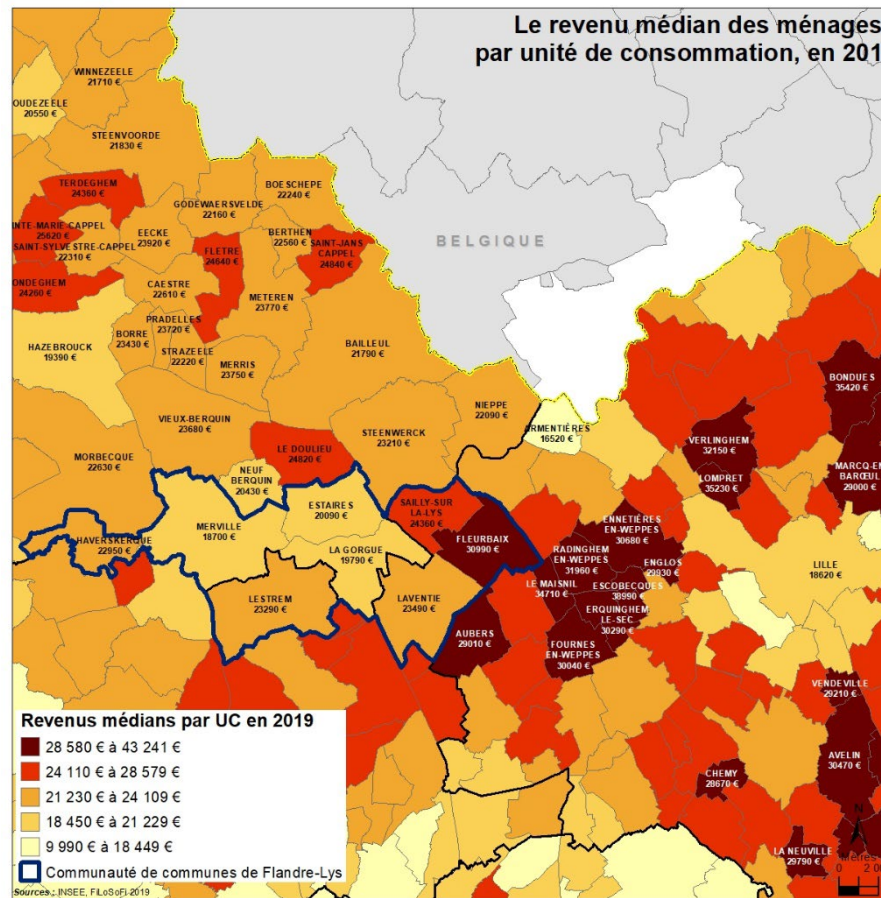 Le revenu médian des ménages
par unité de consommation, en 201
WINNEZEELE
21710 €
OUDEZEELE
20550 €
STEENVOORDE
21830 €
TERDEGHEM
24360 €
BOESCHEPE
22240 €
GODEWAERSVELDE
22160 €
NTE-MARIE-CAPPEL
25620 €
EECKE
23920 €
BERTHEN
22560 €
SAINT-JANS
CAPPEL
24840 €
SAINT-SYLVESTRE-CAPPEL
22310 €
FLETRE
24640 €
BELGIQUE
ONDEGHEM
24260 €
CAESTRE
22610 €
METEREN
23770 €
PRADELLES
23720 €
HAZEBROUCK
19390 €
BORRE
23430 €
STRAZEELE
22220 €
MERRIS
23750 €
BAILLEUL
21790 €
BONDUES
35420 €
NIEPPE
22090 €
VIEUX-BERQUIN
23680 €
STEENWERCK
23210 €
RMENTIÈRES
16520 €
VERLINGHEM
32150 €
MORBECQUE
22630 €
LE DOULIEU
24820 €
NEUF
BERQUIN
20430 €
LOMPRET
35230 €
MARCQ-EN
BARŒUL
29000 €
ESTAIRES
20090 €
SAILLY-SUR
LA-LYS
24360 €
MERVILLE
18700 €
HAVERSKERQUE
22950 €
FLEURBAIX
30990 €
ENNETIÈRES
EN-WEPPES
30680 €
LA GORGUE
19790 €
RADINGHEM
EN-WEPPES
31960 €
ENGLOS
29930 €
LILLE
18620 €
LESTREM
23290 €
LAVENTIE
23490 €
LE MAISNIL
34710 €
ESCOBECQUES
38990 €
ERQUINGHEM
LE-SEC
30290 €
AUBERS
29010 €
FOURNES
EN-WEPPES
30040 €
VENDEVILLE
29210 €
AVELIN
30470 €
CHEMY
28670 €
LA NEUVILLE
29790 €
N
Mètres
0
2 0
Revenus médians par UC en 2019
28 580 € à 43 241 €
24 110 € à 28 579 €
21 230 € à 24 109 €
18 450 € à 21 229 €
9 990 € à 18 449 €
Communauté de communes de Flandre-Lys
Sources : INSEE, FiLoSoFi 2019